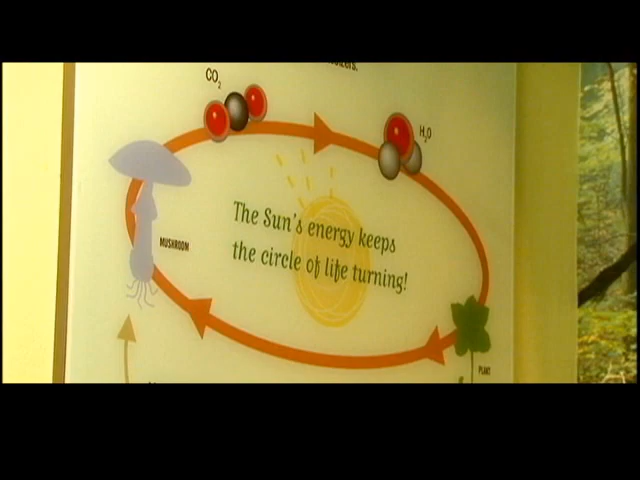 CO2
H2O
The Sun's energy keeps
the circle of life turning!
MUSHROOM
PLANT